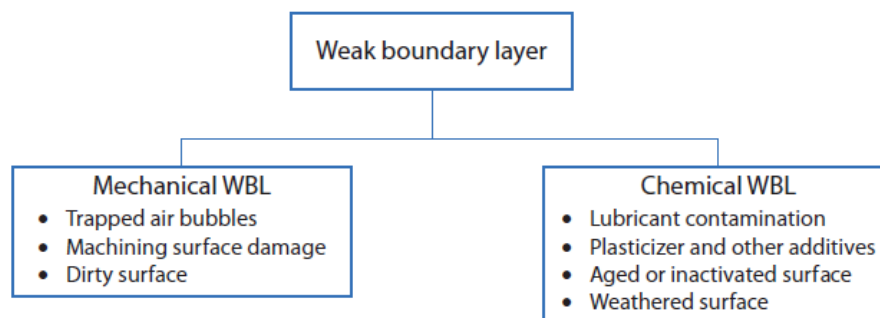 Weak boundary layer
Mechanical WBL
• Trapped air bubbles
• Machining surface damage
• Dirty surface
Chemical WBL
• Lubricant contamination
• Plasticizer and other additives
• Aged or inactivated surface
• Weathered surface